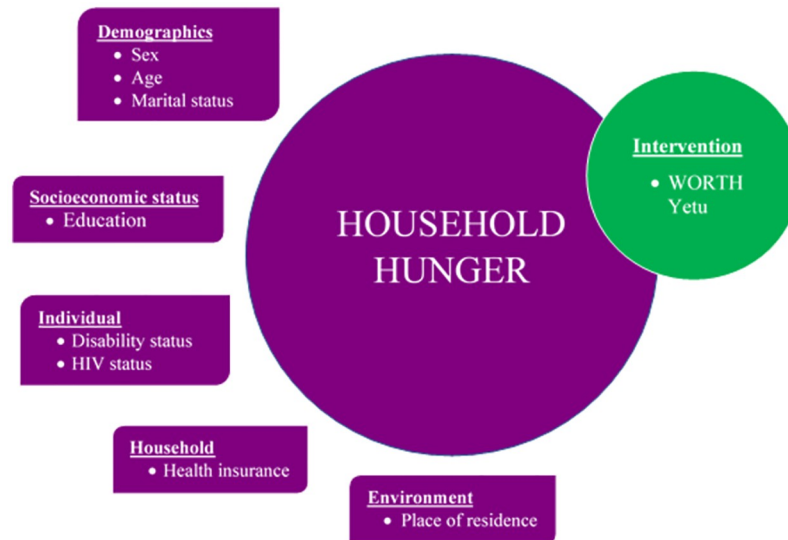 Demographics
• Sex
• Age
• Marital status
Socioeconomic status
• Education
Individual
• Disability status
• HIV status
Household
• Health insurance
Environment
• Place of residence
HOUSEHOLD
HUNGER
Intervention
• WORTH
Yetu